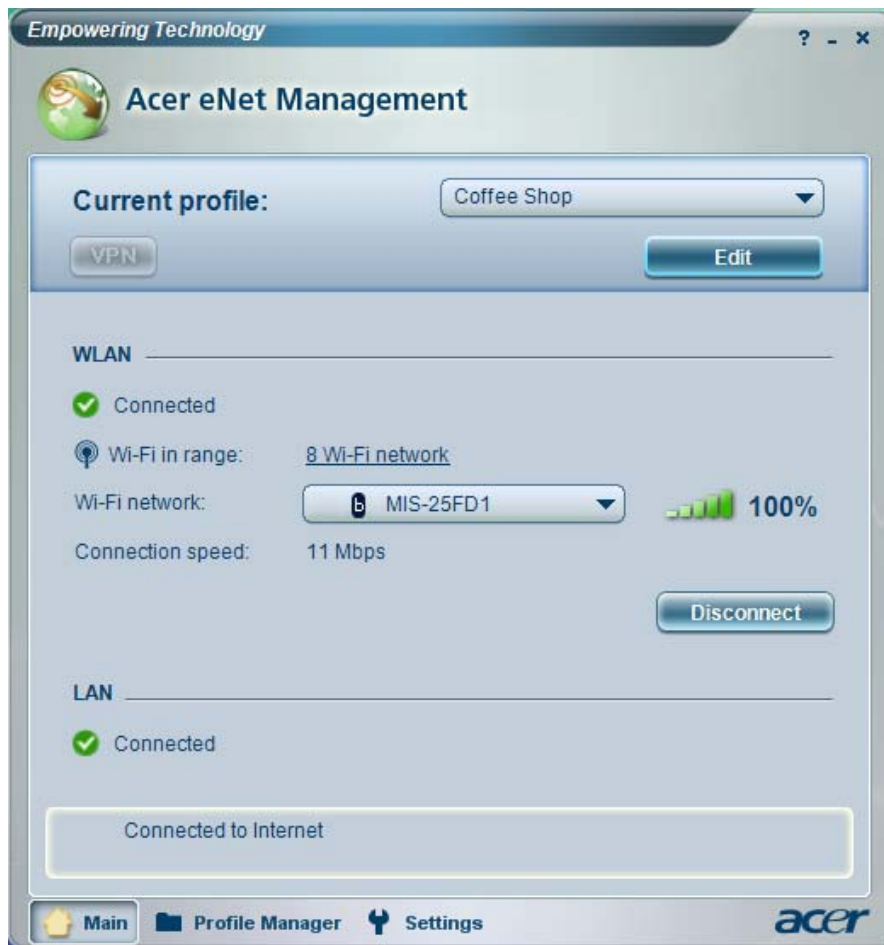 Empowering Technology
? - x
Acer eNet Management
Current profile: Coffee Shop
VPN Edit
WLAN
Connected
Wi-Fi in range: 8 Wi-Fi network
Wi-Fi network: b MIS-25FD1 100%
Connection speed: 11 Mbps
Disconnect
LAN
Connected
Connected to Internet
Main Profile Manager Settings acer